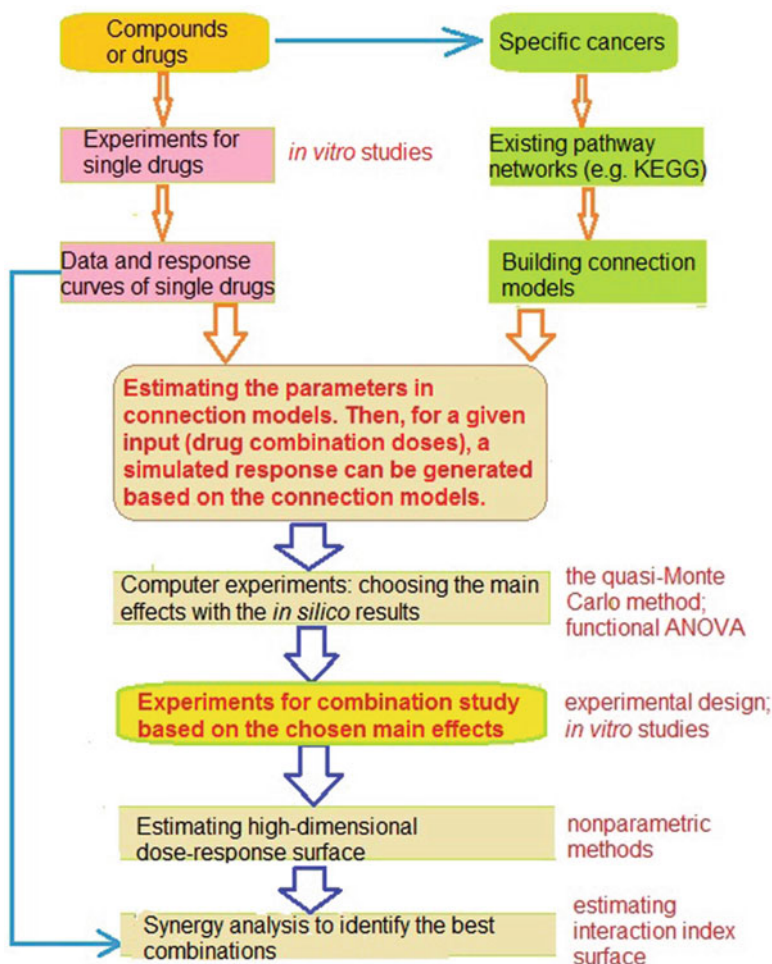 Compounds
or drugs
Specific cancers
Experiments for
single drugs
in vitro studies
Existing pathway
networks (e.g. KEGG)
Data and response
curves of single drugs
Building connection
models
Estimating the parameters in
connection models. Then, for a given
input (drug combination doses), a
simulated response can be generated
based on the connection models.
Computer experiments: choosing the main
effects with the in silico results
the quasi-Monte
Carlo method;
functional ANOVA
Experiments for combination study
based on the chosen main effects
experimental design;
in vitro studies
Estimating high-dimensional
dose-response surface
nonparametric
methods
Synergy analysis to identify the best
combinations
estimating
interaction index
surface